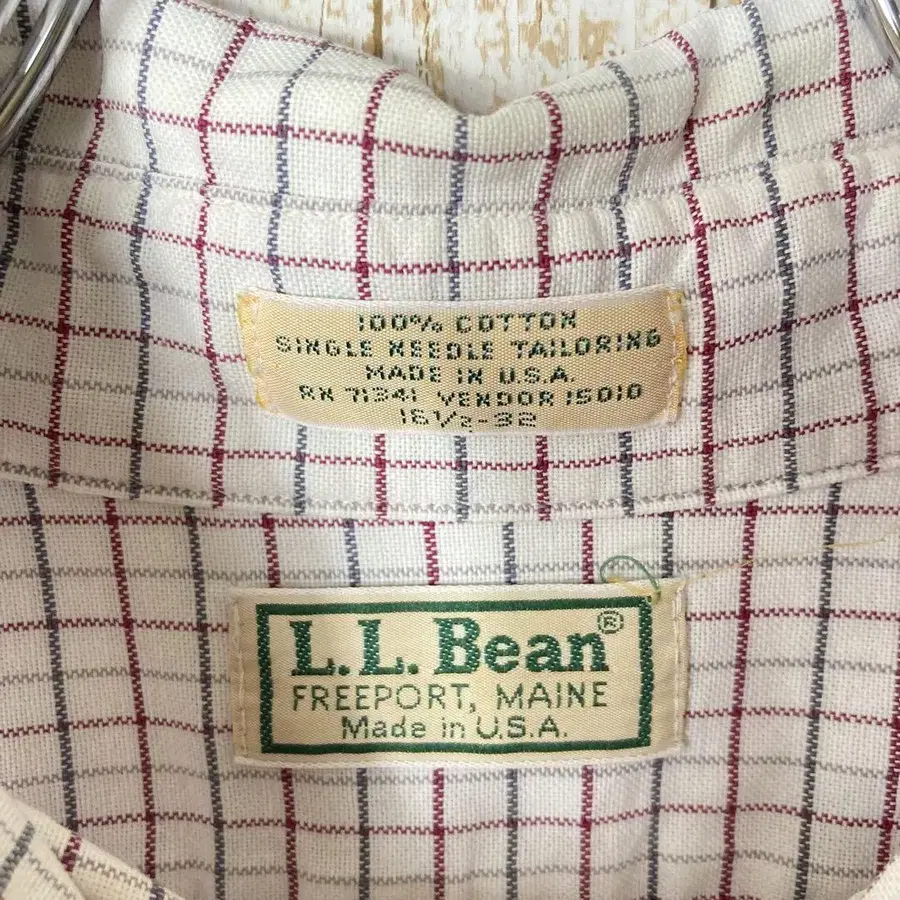 100% COTTON
SINGLE NEEDLE TAILORING
MADE IN U.S.A.
RN 71341 VENDOR 15010
16 1/2-32
L.L.Bean®
FREEPORT, MAINE
Made in U.S.A.